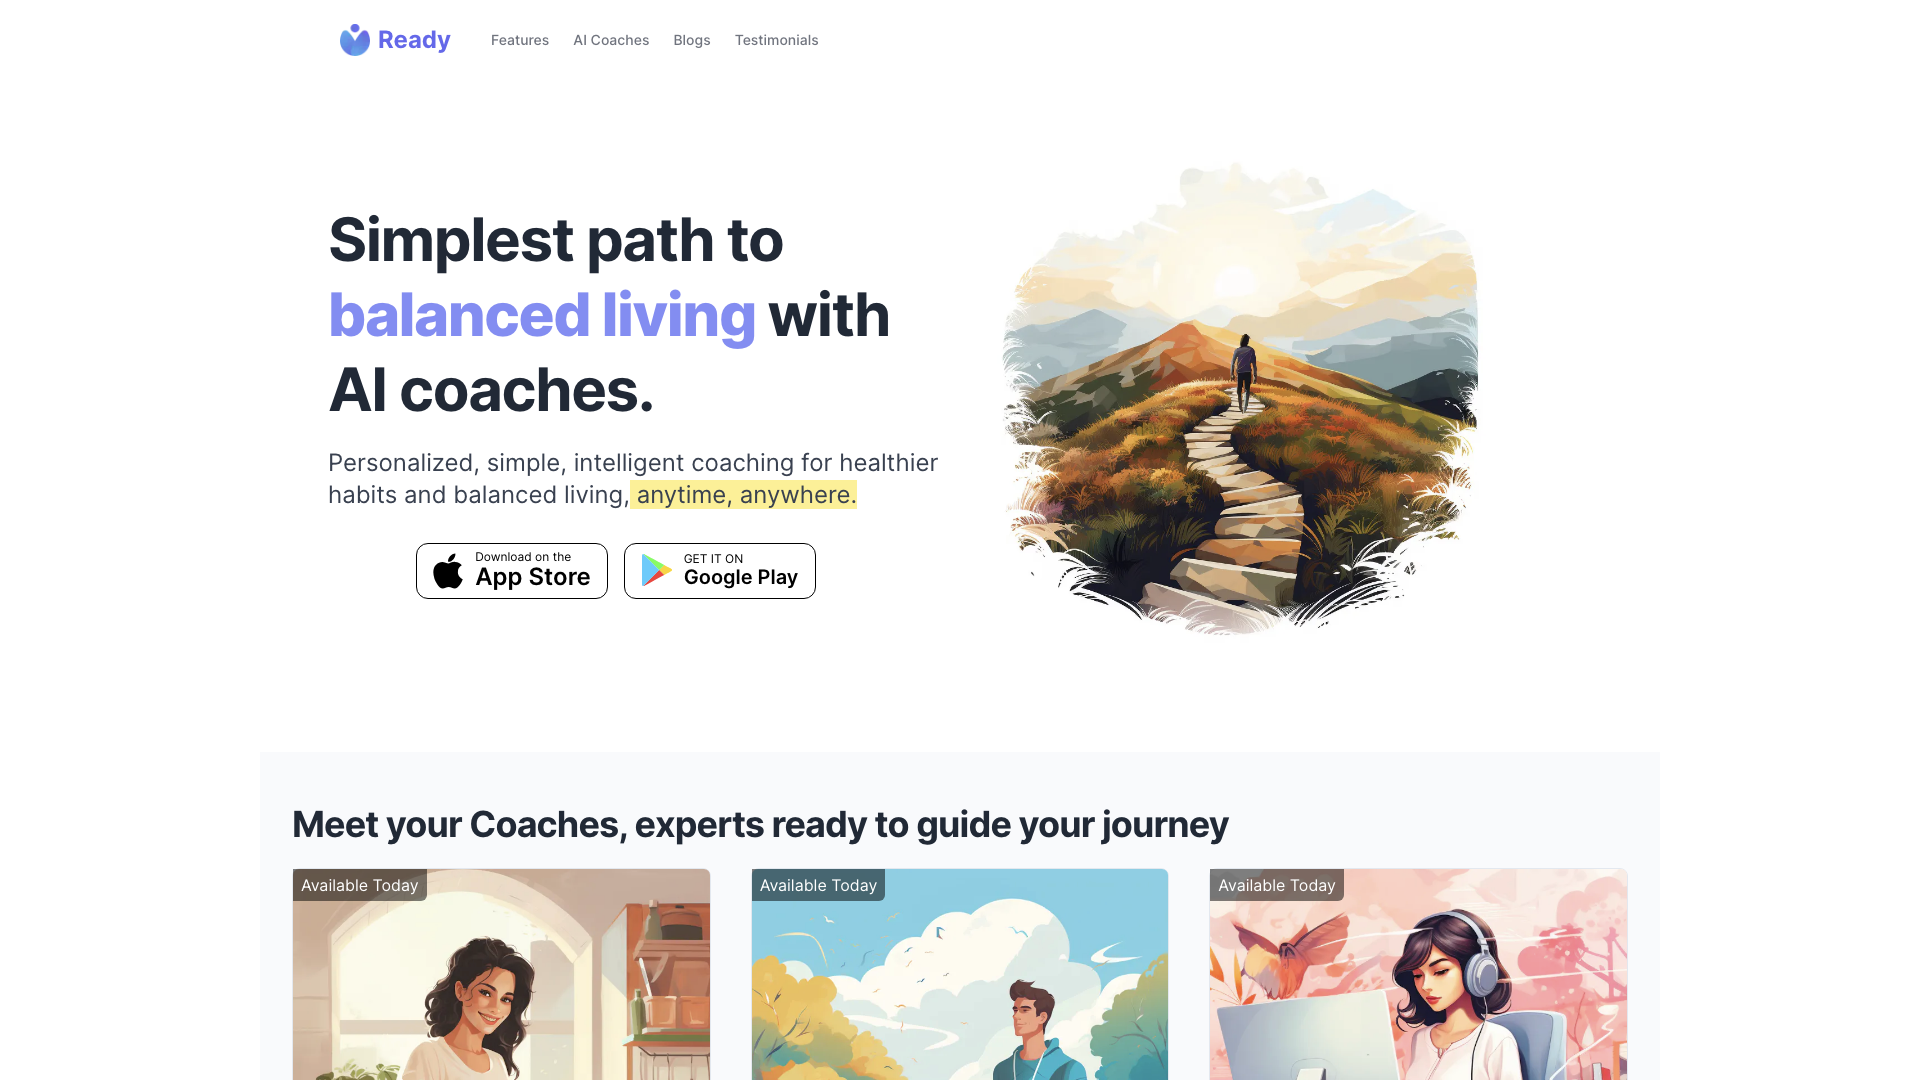 Ready
Features
AI Coaches
Blogs
Testimonials
Simplest path to
balanced living with
AI coaches.
Personalized, simple, intelligent coaching for healthier
habits and balanced living, anytime, anywhere.
Download on the
App Store
GET IT ON
Google Play
Meet your Coaches, experts ready to guide your journey
Available Today
Available Today
Available Today